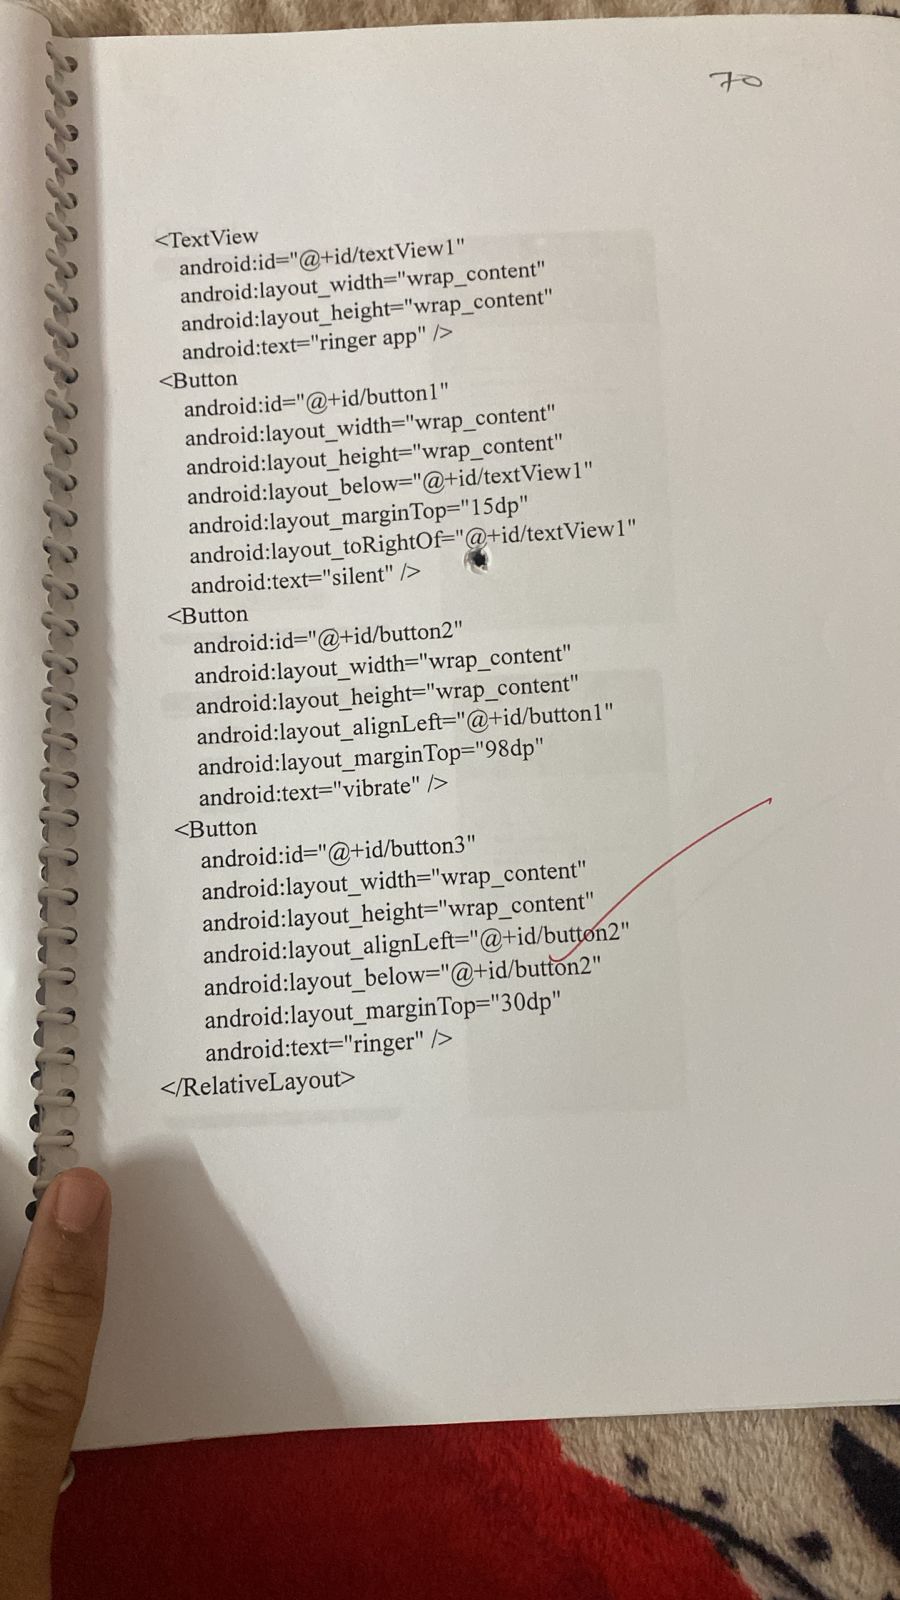 70
<TextView
android:id="@+id/textView1"
android:layout_width="wrap_content"
android:layout_height="wrap_content"
android:text="ringer app" />
<Button
android:id="@+id/button1"
android:layout_width="wrap_content"
android:layout_height="wrap_content"
android:layout_below="@+id/textView1"
android:layout_marginTop="15dp"
android:layout_toRightOf="@+id/textView1"
android:text="silent" />
<Button
android:id="@+id/button2"
android:layout_width="wrap_content"
android:layout_height="wrap_content"
android:layout_alignLeft="@+id/button1"
android:layout_marginTop="98dp"
android:text="vibrate" />
<Button
android:id="@+id/button3"
android:layout_width="wrap_content"
android:layout_height="wrap_content"
android:layout_alignLeft="@+id/button2"
android:layout_below="@+id/button2"
android:layout_marginTop="30dp"
android:text="ringer" />
</RelativeLayout>